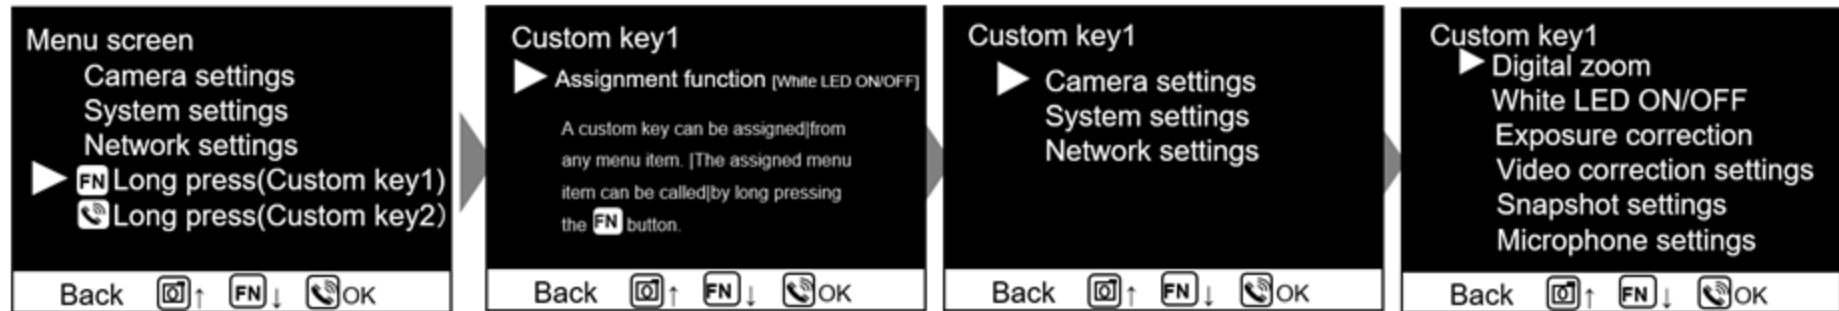 Menu screen
Camera settings
System settings
Network settings
FN Long press(Custom key1)
Long press(Custom key2)
Back ↑ FN ↓ OK
Custom key1
Assignment function [White LED ON/OFF]
A custom key can be assigned|from
any menu item. |The assigned menu
item can be called|by long pressing
the FN button.
Back ↑ FN ↓ OK
Custom key1
Camera settings
System settings
Network settings
Back ↑ FN ↓ OK
Custom key1
Digital zoom
White LED ON/OFF
Exposure correction
Video correction settings
Snapshot settings
Microphone settings
Back ↑ FN ↓ OK